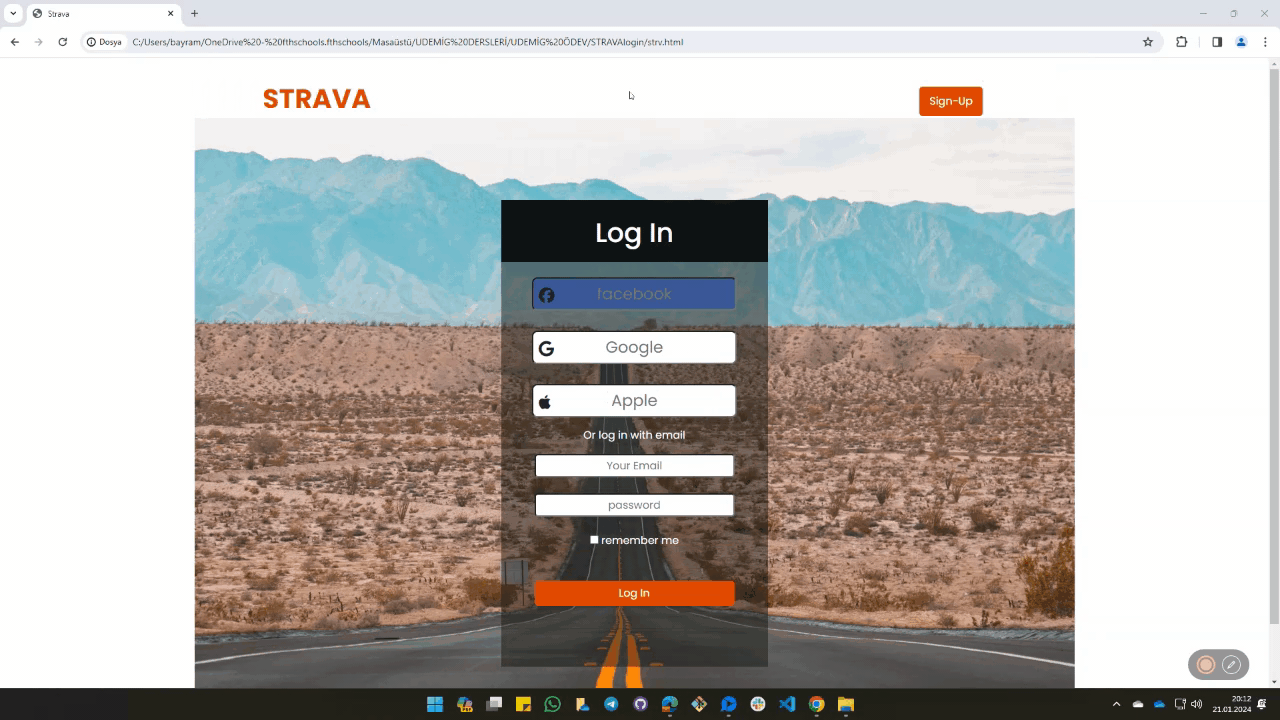 Strava
Dosya
C:/Users/bayram/OneDrive%20-%20fthschools.fthschools/Masaüstü/UDEMİG%20DERSLERİ/UDEMİG%20ÖDEV/STRAVAlogin/strv.html
STRAVA
Sign-Up
Log In
facebook
Google
Apple
Or log in with email
Your Email
password
remember me
Log In
20:12
21.01.2024